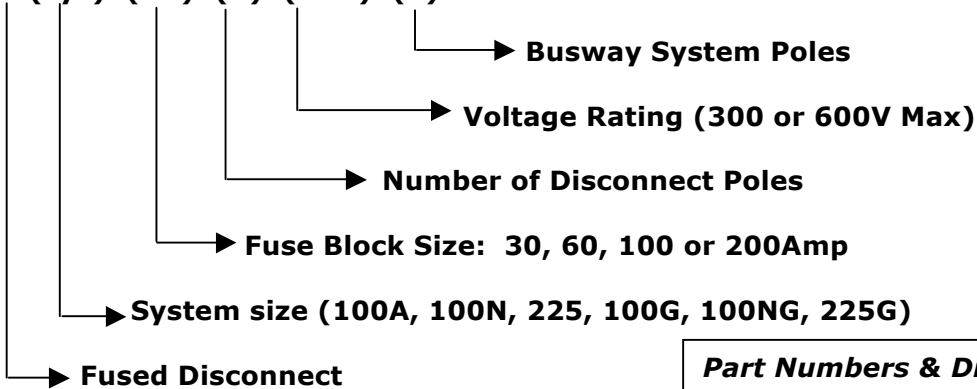 Busway System Poles
Voltage Rating (300 or 600V Max)
Number of Disconnect Poles
Fuse Block Size: 30, 60, 100 or 200Amp
System size (100A, 100N, 225, 100G, 100NG, 225G)
Fused Disconnect
Part Numbers &